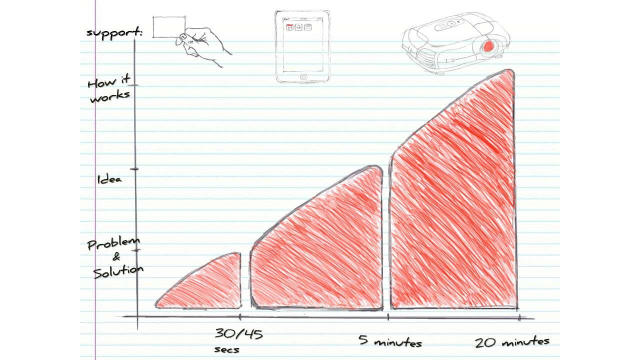 support:
How it
works
Idea
Problem
&
Solution
30/45
secs
5 minutes
20 minutes